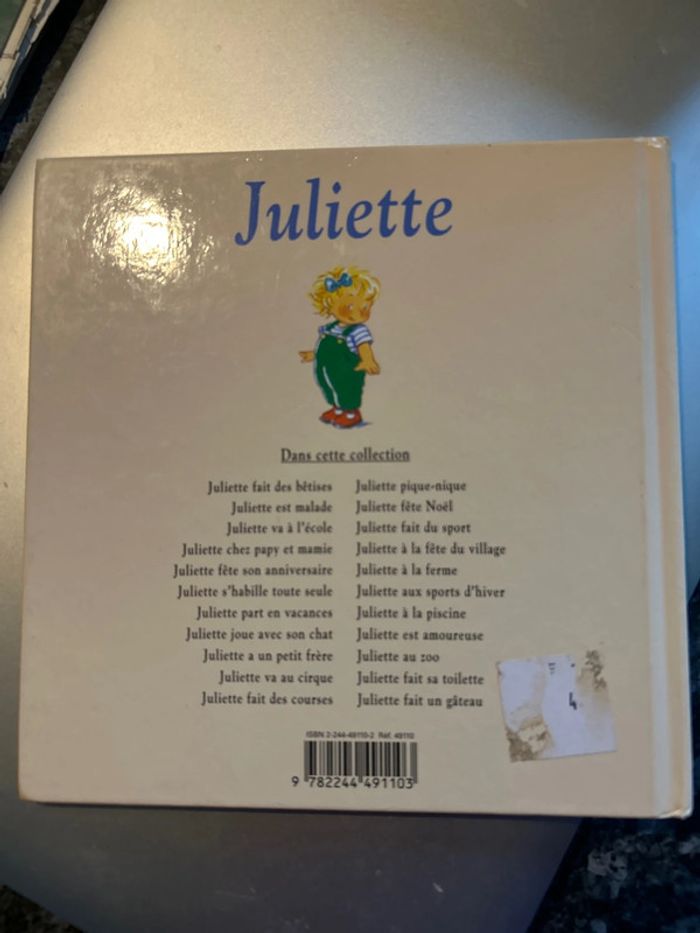 Juliette
Dans cette collection
Juliette fait des bêtises
Juliette est malade
Juliette va à l'école
Juliette chez papy et mamie
Juliette fête son anniversaire
Juliette s'habille toute seule
Juliette part en vacances
Juliette joue avec son chat
Juliette a un petit frère
Juliette va au cirque
Juliette fait des courses
Juliette pique-nique
Juliette fête Noël
Juliette fait du sport
Juliette à la fête du village
Juliette à la ferme
Juliette aux sports d'hiver
Juliette à la piscine
Juliette est amoureuse
Juliette au zoo
Juliette fait sa toilette
Juliette fait un gâteau
ISBN 2-244-49110-2 Réf. 49110
9 782244 491103
4